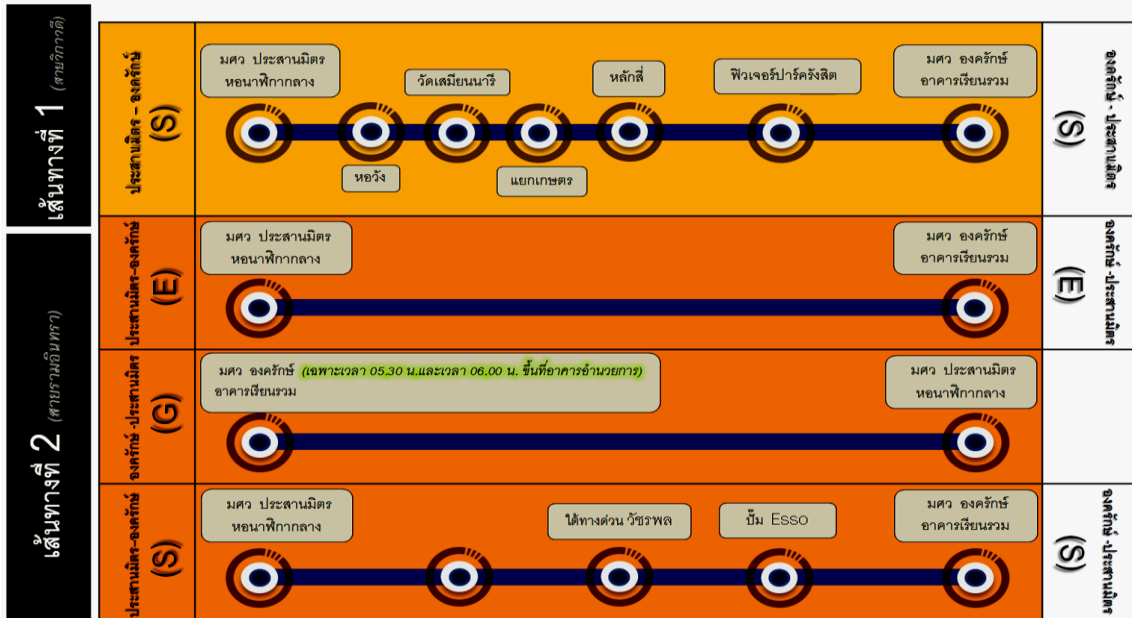 เส้นทางที่ 1 (สายวิภาวดี)
ประสานมิตร – องครักษ์
(S)
มศว ประสานมิตร
หอนาฬิกากลาง
หอวัง
วัดเสมียนนารี
แยกเกษตร
หลักสี่
ฟิวเจอร์ปาร์ครังสิต
มศว องครักษ์
อาคารเรียนรวม
องครักษ์ - ประสานมิตร
(S)
เส้นทางที่ 2 (สายรามอินทรา)
ประสานมิตร-องครักษ์
(E)
มศว ประสานมิตร
หอนาฬิกากลาง
มศว องครักษ์
อาคารเรียนรวม
องครักษ์ -ประสานมิตร
(E)
องครักษ์ -ประสานมิตร
(G)
มศว องครักษ์ (เฉพาะเวลา 05.30 น.และเวลา 06.00 น. ขึ้นที่อาคารอำนวยการ)
อาคารเรียนรวม
มศว ประสานมิตร
หอนาฬิกากลาง
ประสานมิตร-องครักษ์
(S)
มศว ประสานมิตร
หอนาฬิกากลาง
ใต้ทางด่วน วัชรพล
ปั๊ม Esso
มศว องครักษ์
อาคารเรียนรวม
องครักษ์ -ประสานมิตร
(S)